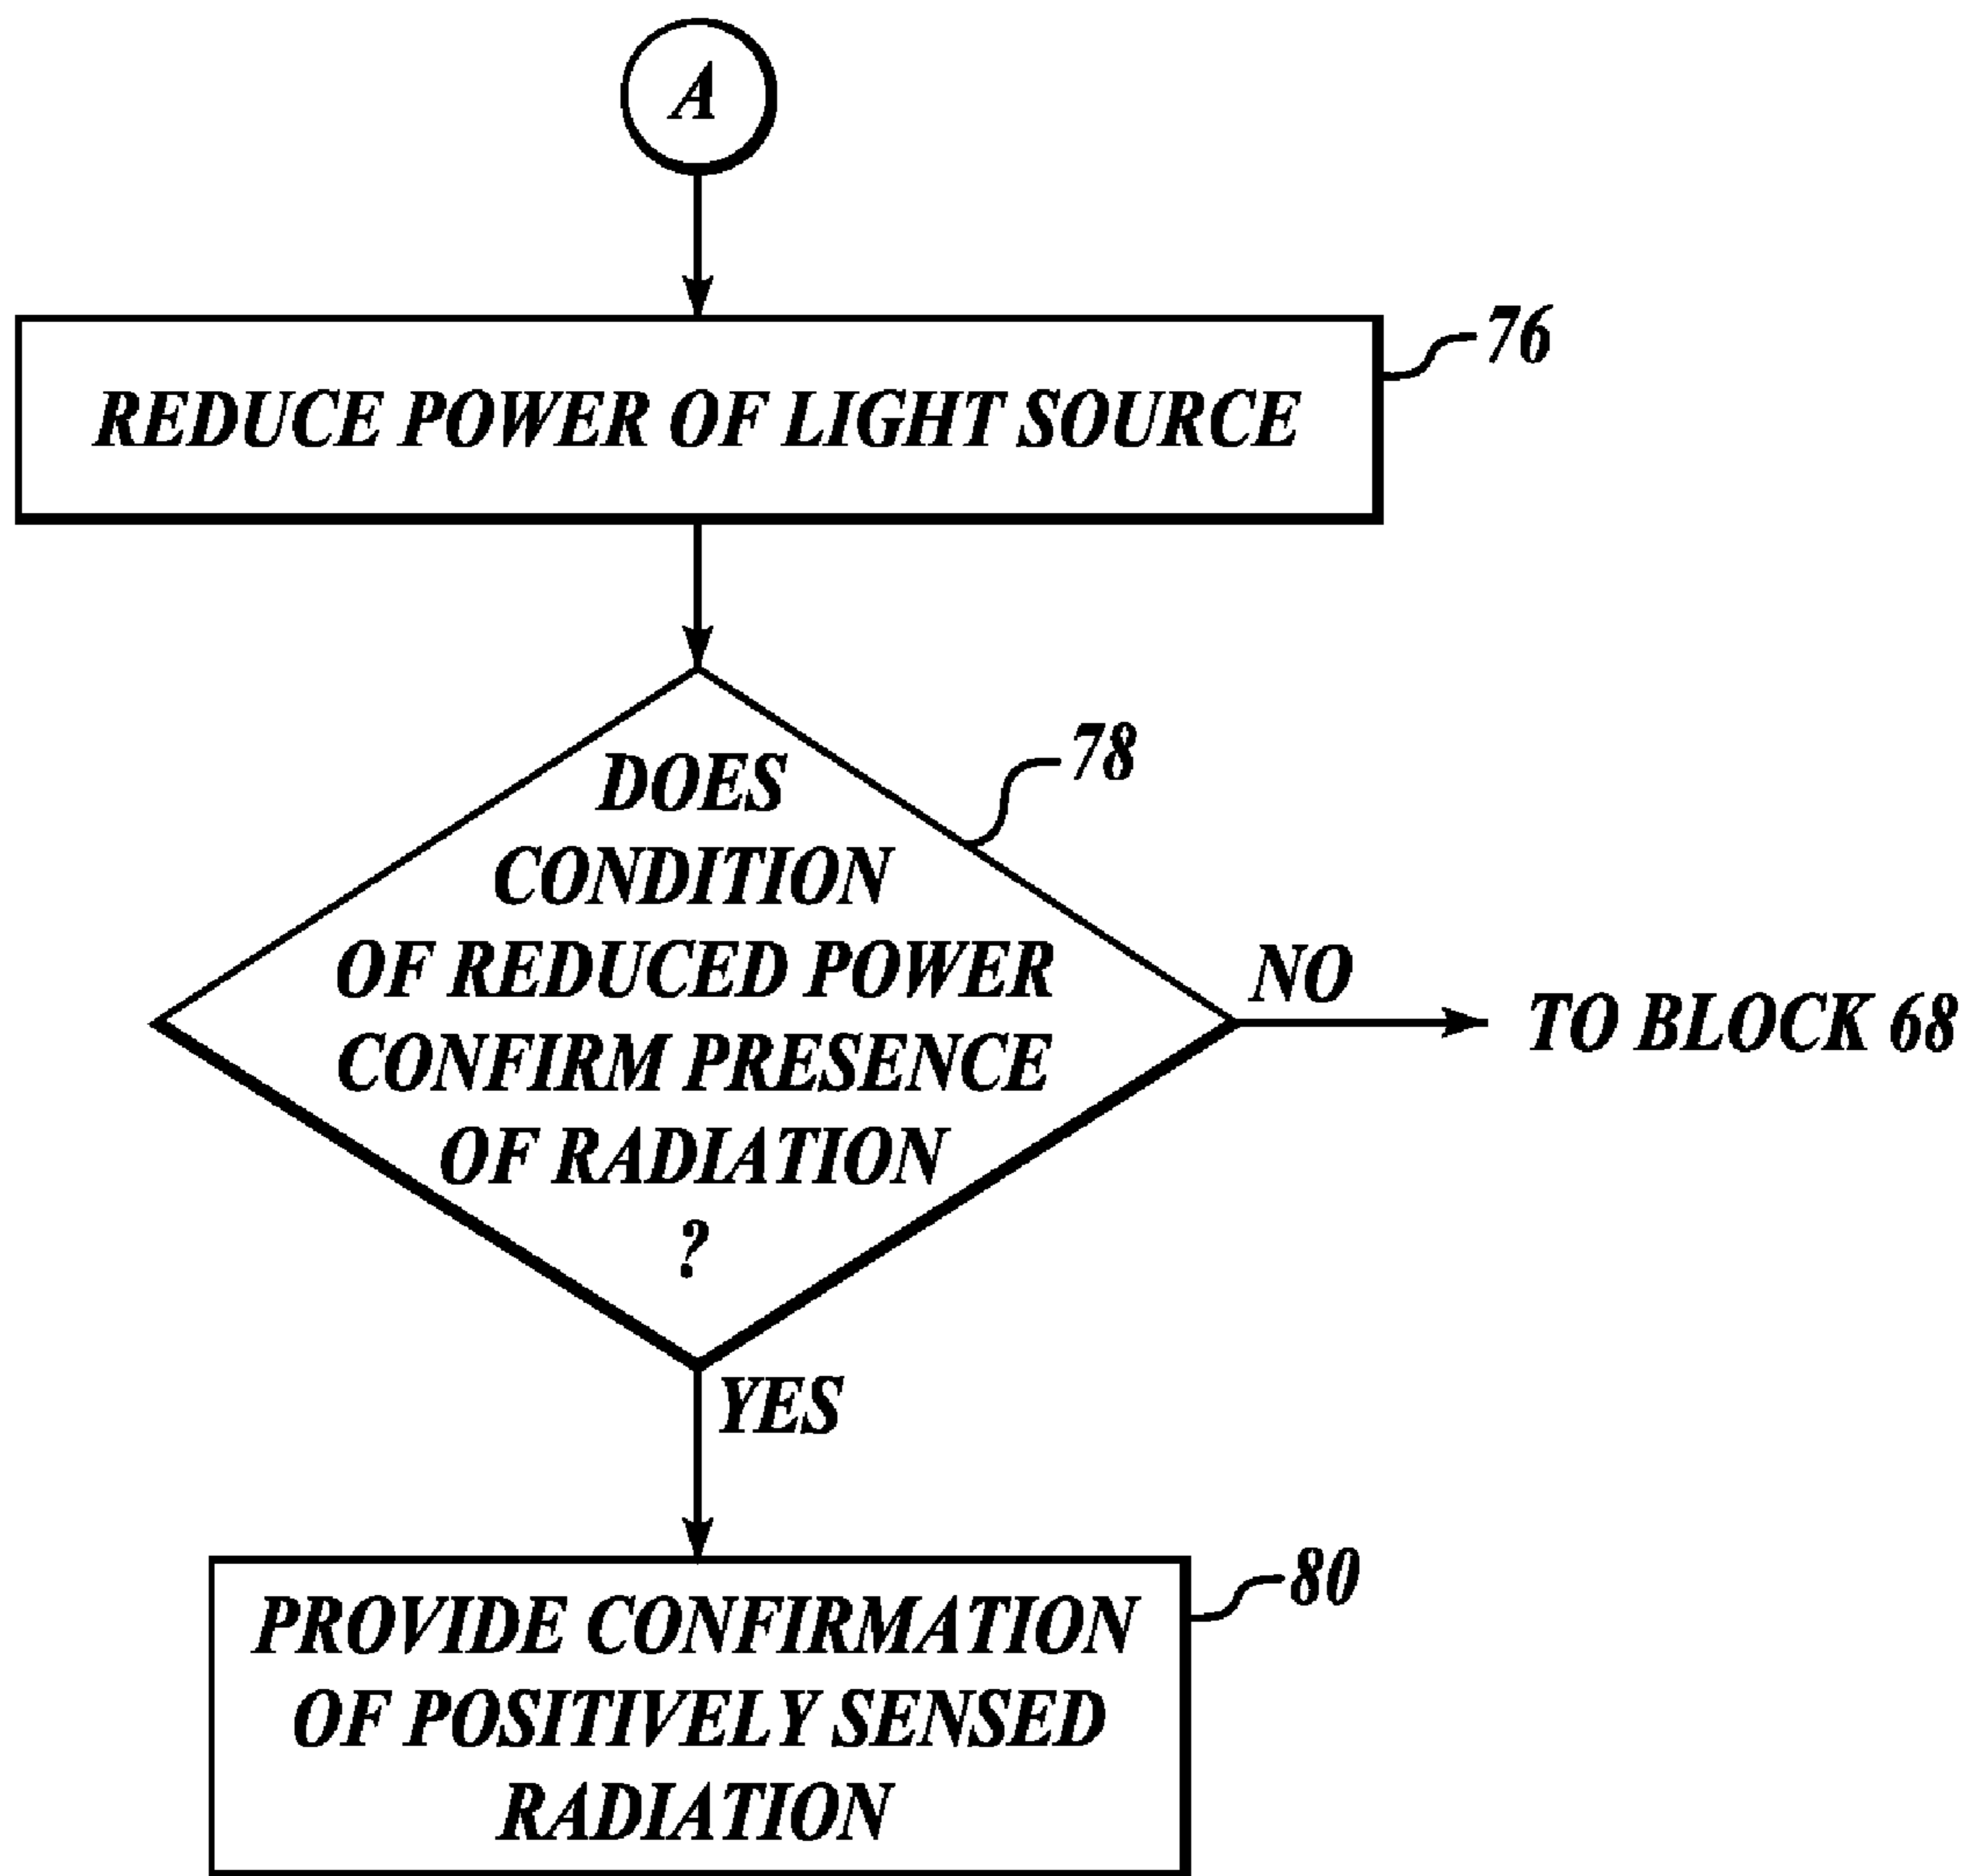 A
REDUCE POWER OF LIGHT SOURCE
76
DOES
CONDITION
OF REDUCED POWER
CONFIRM PRESENCE
OF RADIATION
?
78
NO
TO BLOCK 68
YES
PROVIDE CONFIRMATION
OF POSITIVELY SENSED
RADIATION
80